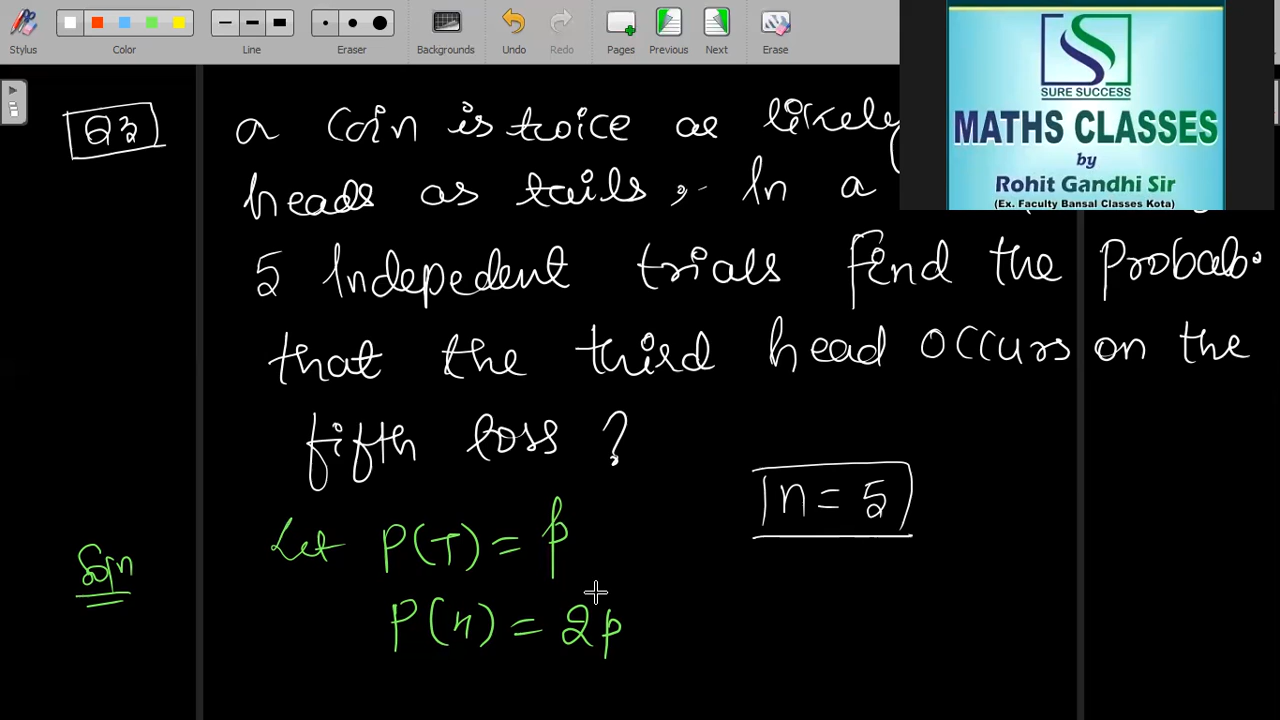 Stylus
Color
Line
Eraser
Backgrounds
Undo
Redo
Pages
Previous
Next
Erase
SURE SUCCESS
MATHS CLASSES
by
Rohit Gandhi Sir
(Ex. Faculty Bansal Classes Kota)
Q3
a coin is twice as likely
heads as tails, In a
5 Indepedent trials find the Probab.
that the third head occurs on the
fifth toss ?
n = 5
Soln
Let P(T) = p
P(H) = 2p